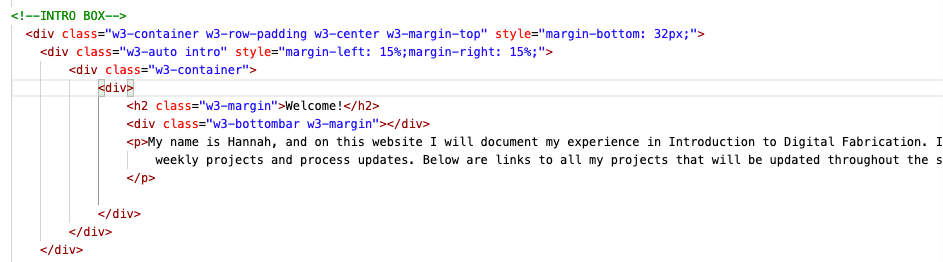 <!--INTRO BOX-->
<div class="w3-container w3-row-padding w3-center w3-margin-top" style="margin-bottom: 32px;">
<div class="w3-auto intro" style="margin-left: 15%;margin-right: 15%;">
<div class="w3-container">
<div>
<h2 class="w3-margin">Welcome!</h2>
<div class="w3-bottombar w3-margin"></div>
<p>My name is Hannah, and on this website I will document my experience in Introduction to Digital Fabrication. I
weekly projects and process updates. Below are links to all my projects that will be updated throughout the s
</p>
</div>
</div>
</div>